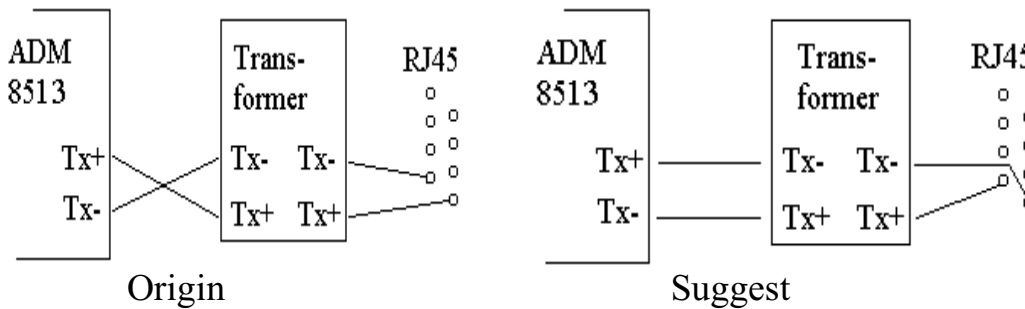 ADM
8513
Trans-
former
RJ45
Tx+
Tx-
Tx-
Tx-
Tx+
Tx+
Origin
ADM
8513
Trans-
former
RJ45
Tx+
Tx-
Tx-
Tx-
Tx+
Tx+
Suggest